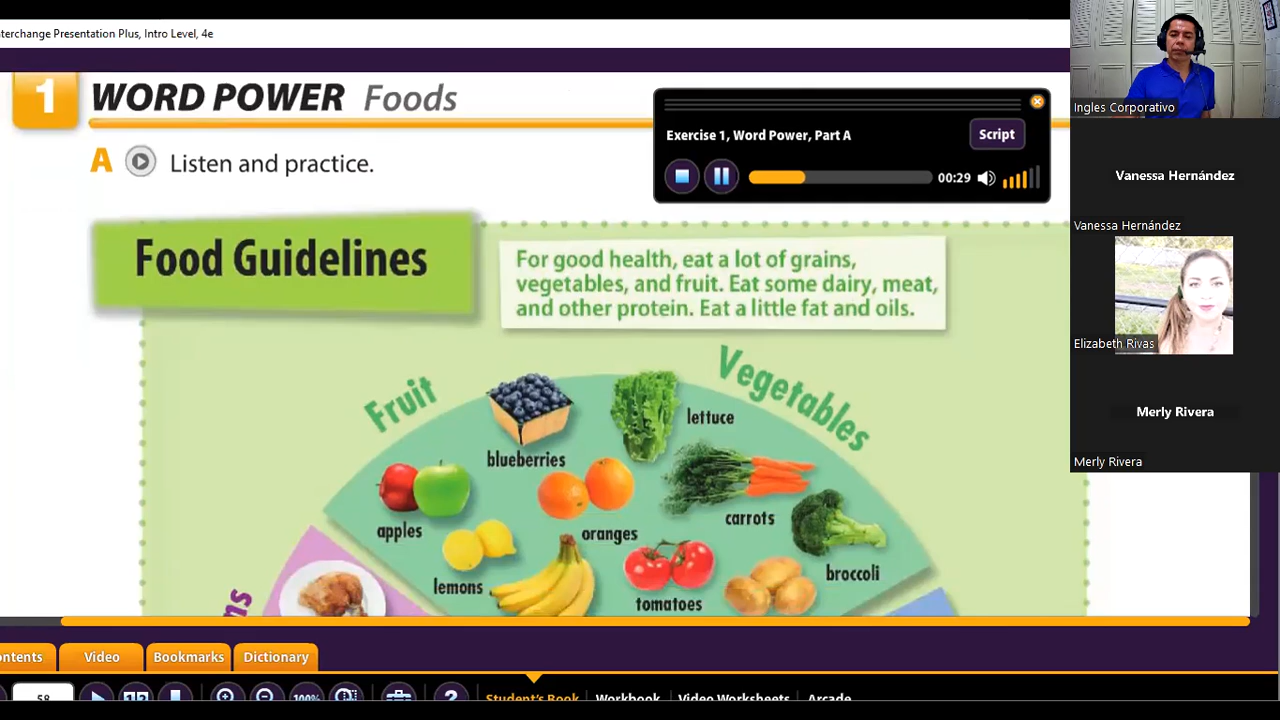 terchange Presentation Plus, Intro Level, 4e
1 WORD POWER Foods
Exercise 1, Word Power, Part A
Script
00:29
A Listen and practice.
Food Guidelines
For good health, eat a lot of grains,
vegetables, and fruit. Eat some dairy, meat,
and other protein. Eat a little fat and oils.
Fruit
Vegetables
lettuce
blueberries
apples
oranges
carrots
lemons
tomatoes
broccoli
ns
ontents
Video
Bookmarks
Dictionary
58
100%
?
Student's Book
Workbook
Video Worksheets
Arcade
Ingles Corporativo
Vanessa Hernández
Vanessa Hernández
Elizabeth Rivas
Merly Rivera
Merly Rivera